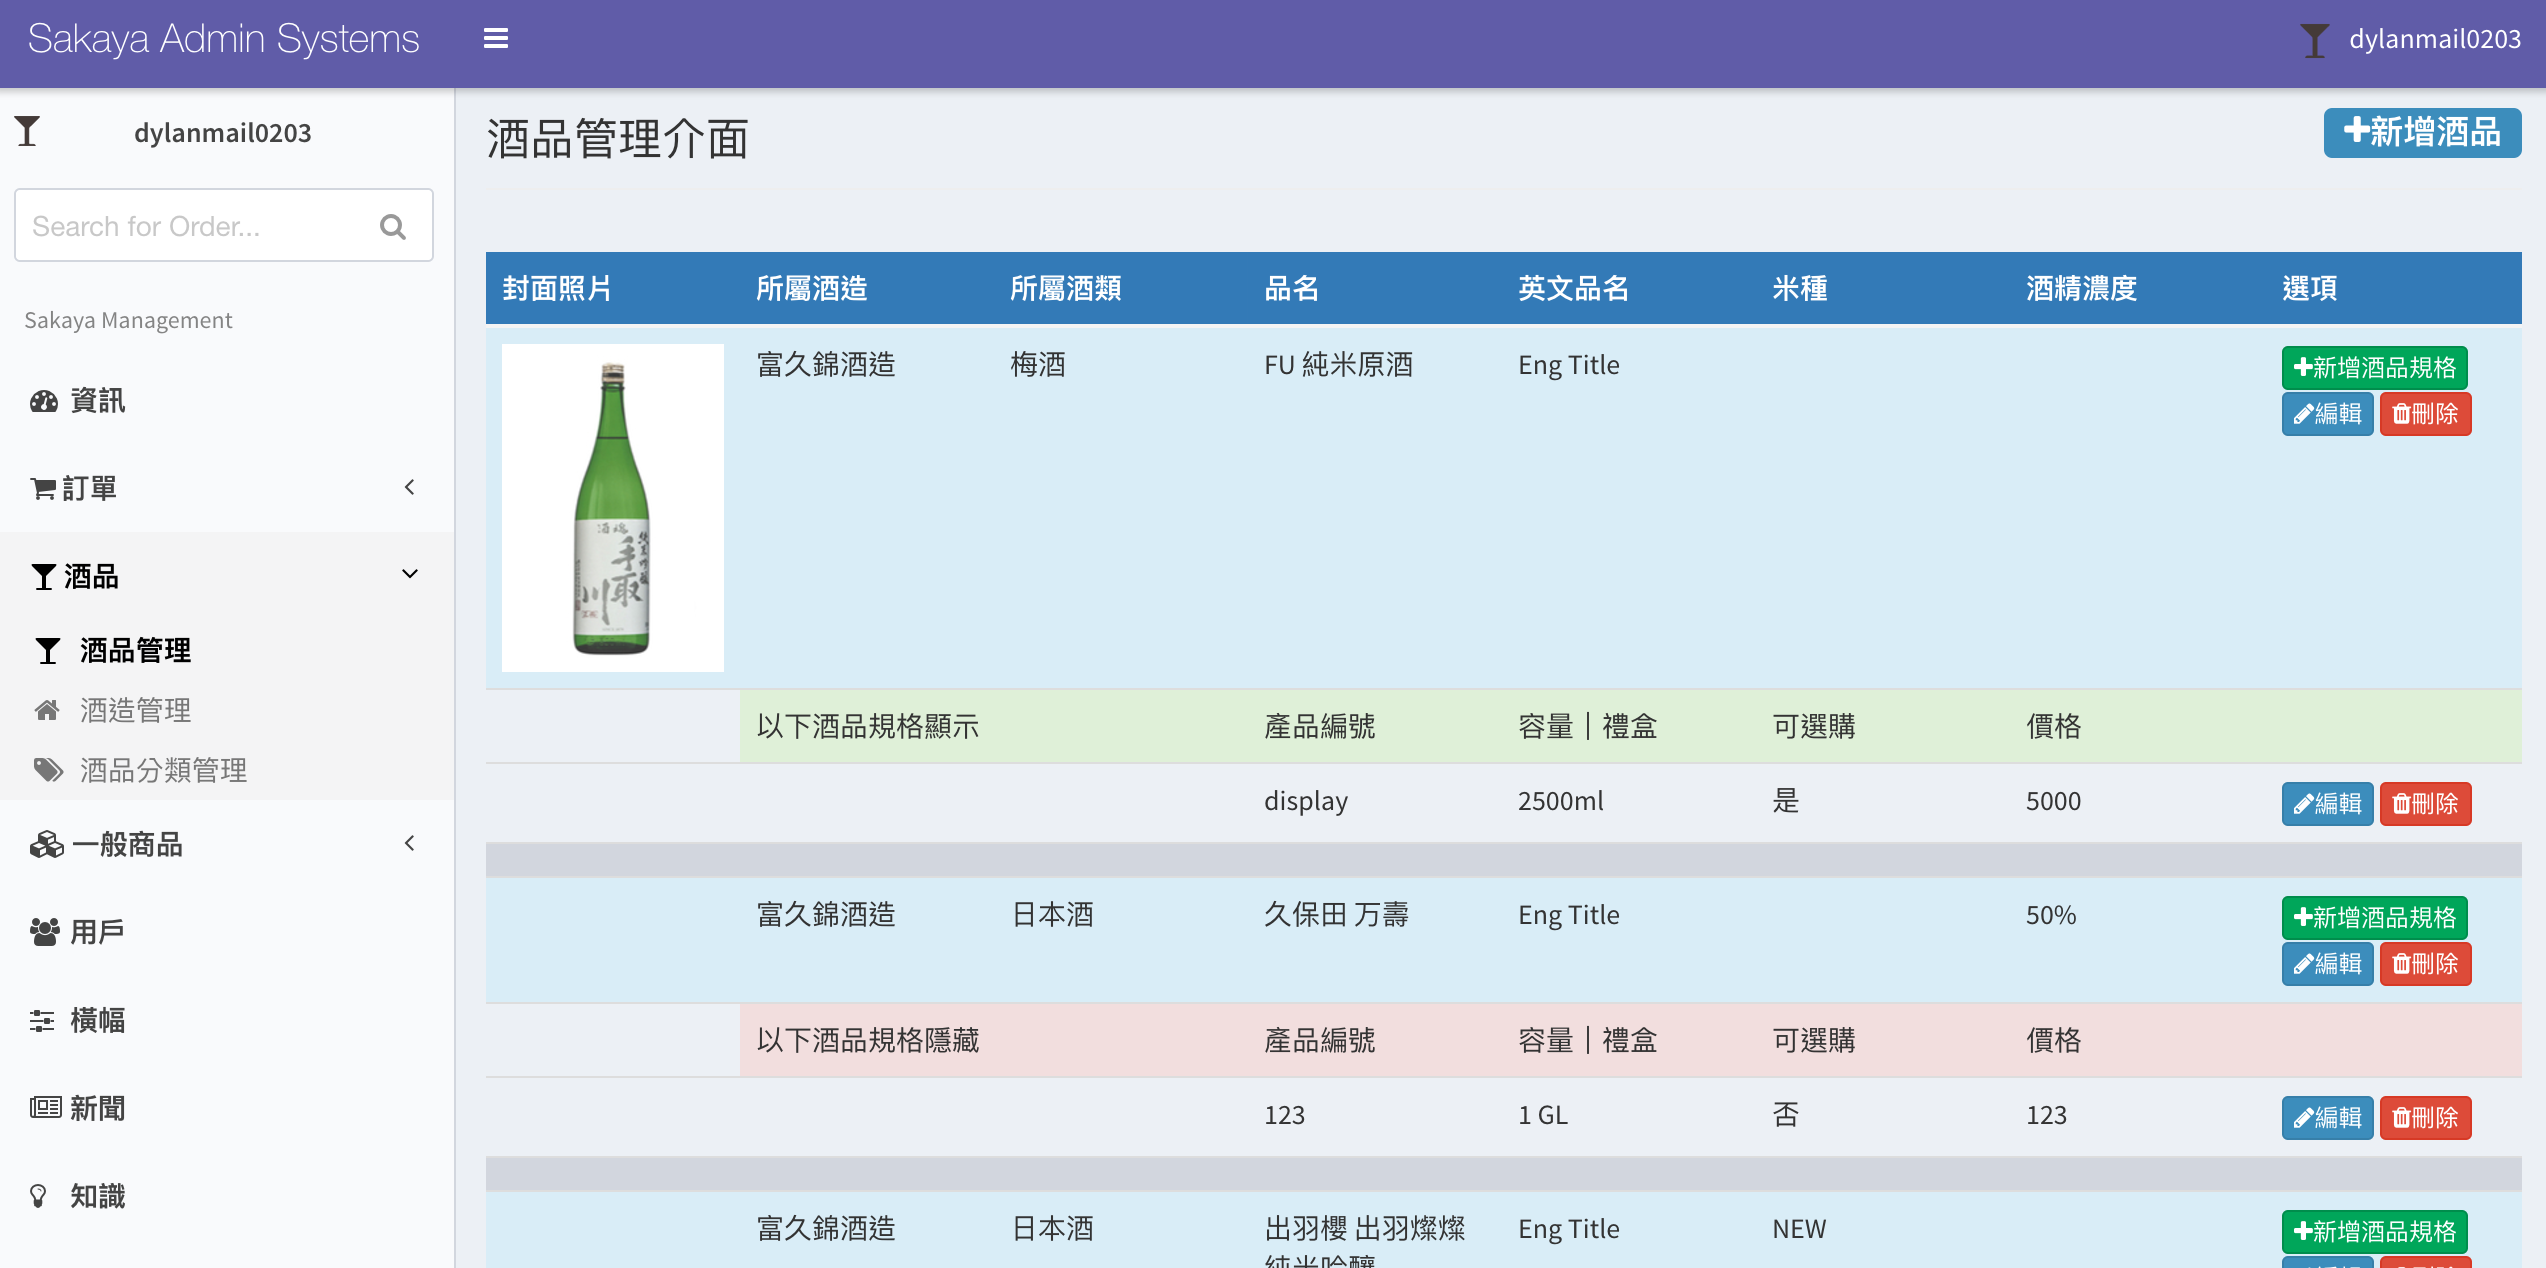 Sakaya Admin Systems
dylanmail0203
dylanmail0203
Search for Order...
Sakaya Management
資訊
訂單
酒品
酒品管理
酒造管理
酒品分類管理
一般商品
用戶
橫幅
新聞
知識
酒品管理介面
新增酒品
封面照片 所屬酒造 所屬酒類 品名 英文品名 米種 酒精濃度 選項
富久錦酒造 梅酒 FU 純米原酒 Eng Title 新增酒品規格
編輯 刪除
手取川
以下酒品規格顯示 產品編號 容量｜禮盒 可選購 價格
display 2500ml 是 5000 編輯 刪除
富久錦酒造 日本酒 久保田 万壽 Eng Title 50% 新增酒品規格
編輯 刪除
以下酒品規格隱藏 產品編號 容量｜禮盒 可選購 價格
123 1 GL 否 123 編輯 刪除
富久錦酒造 日本酒 出羽櫻 出羽燦燦 Eng Title NEW 新增酒品規格
純米吟釀